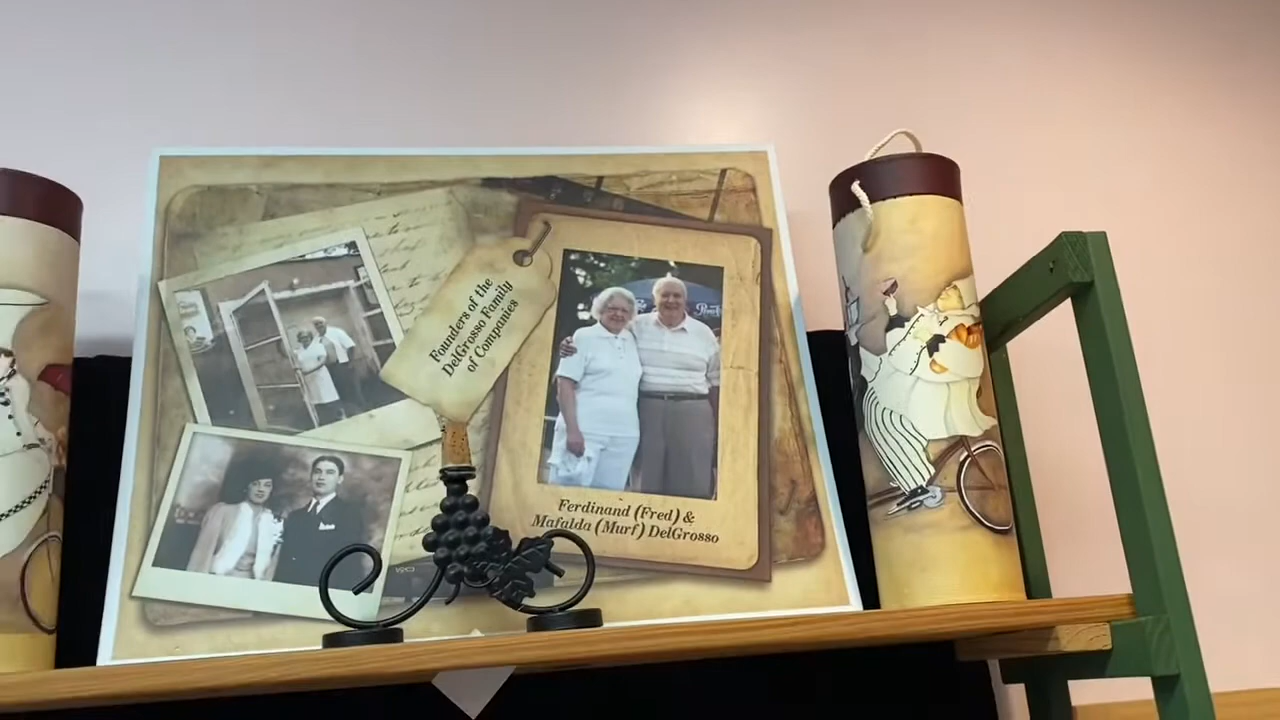 Founders of the
DelGrosso Family
of Companies
Ferdinand (Fred) &
Mafalda (Murf) DelGrosso